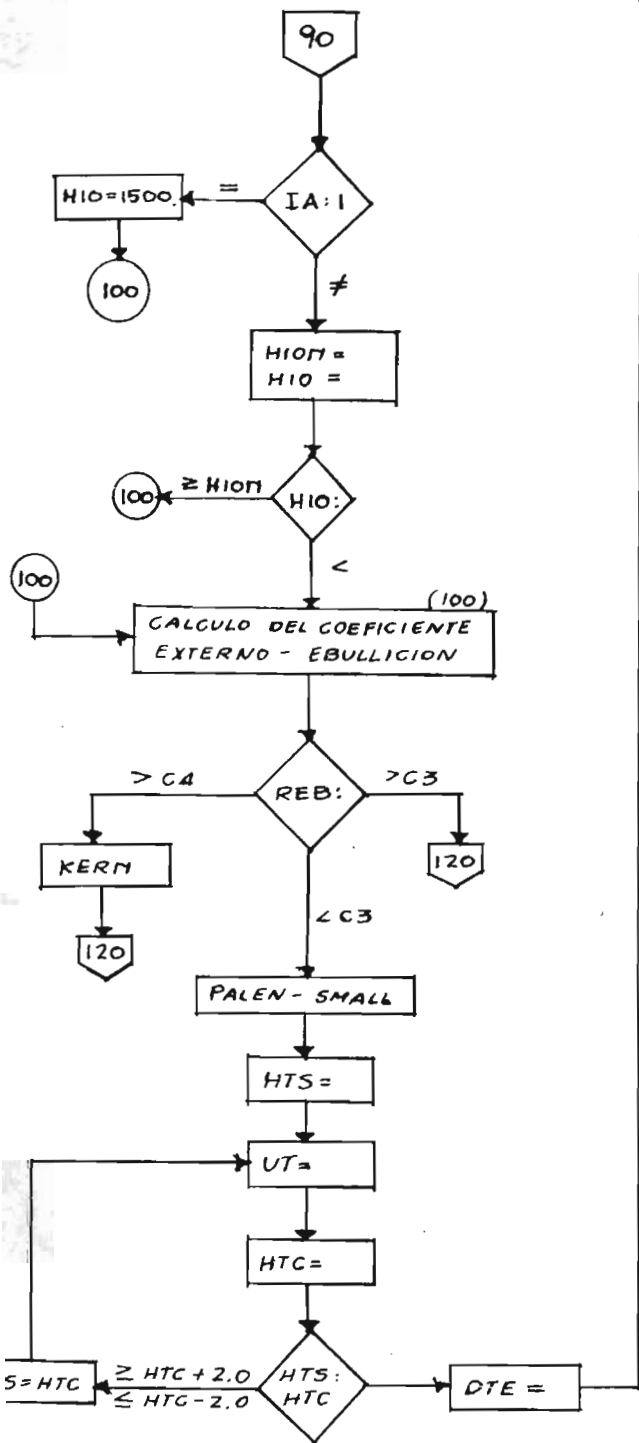 90
IA:1
=
H10=1500.
100
≠
H10M=
H10 =
H10:
≥ H10M
100
<
100
(100)
CALCULO DEL COEFICIENTE
EXTERNO - EBULLICION
REB:
> C4
> C3
KERN
120
120
< C3
PALEN - SMALL
HTS=
UT=
HTC=
HTS:
HTC
≥ HTC + 2.0
≤ HTC - 2.0
S = HTC
DTE =